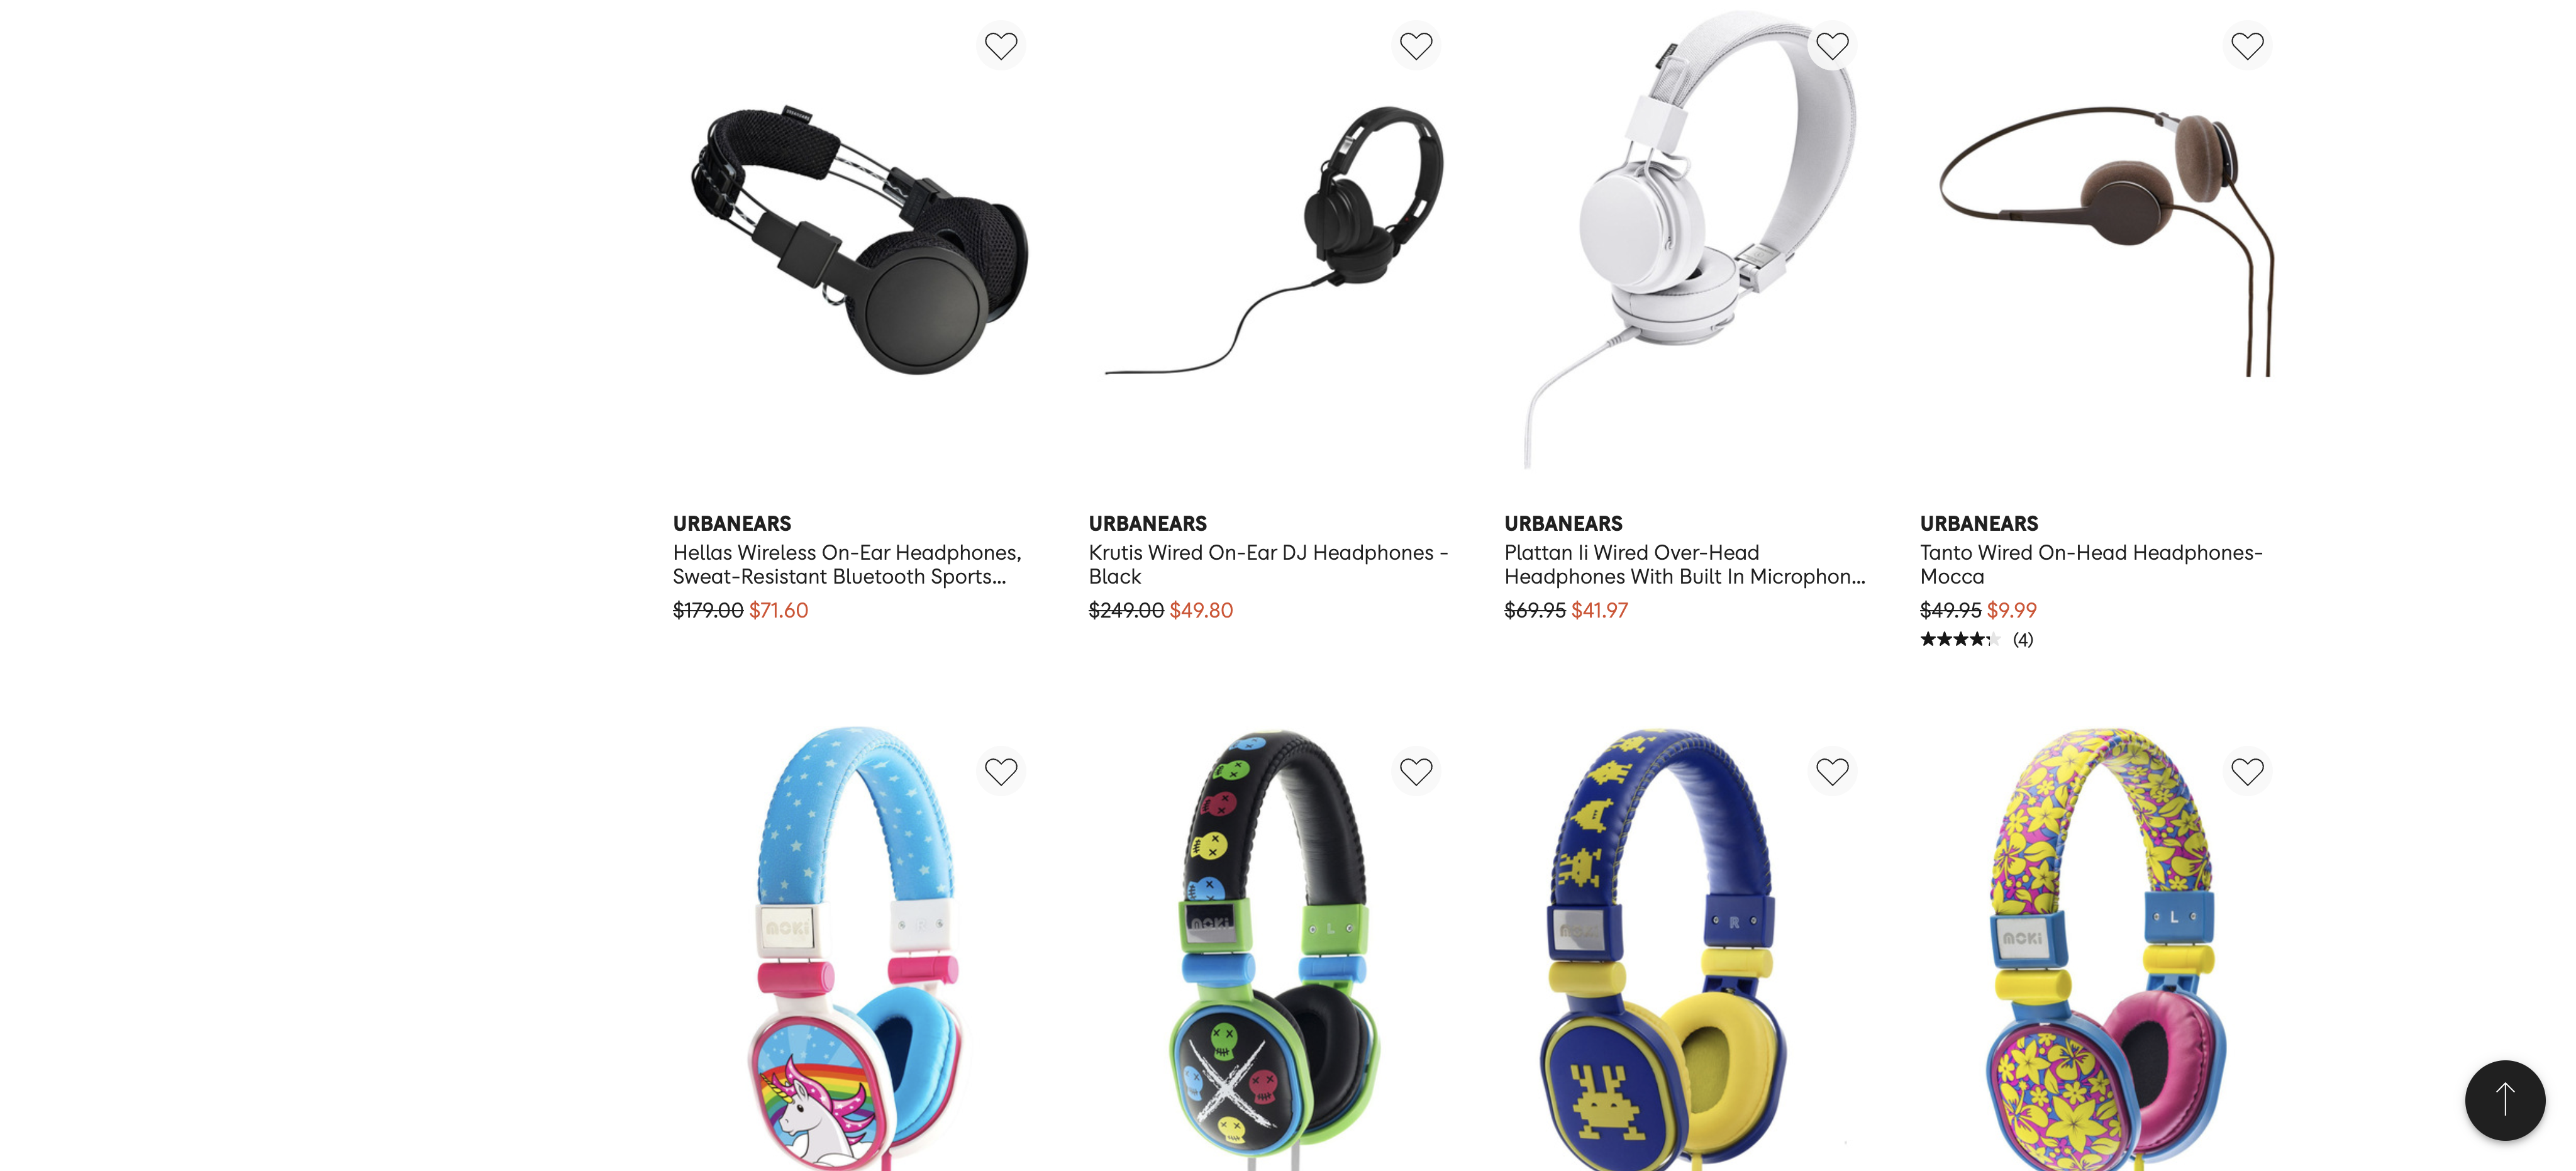 URBANEARS
Hellas Wireless On-Ear Headphones,
Sweat-Resistant Bluetooth Sports...
$179.00 $71.60
URBANEARS
Krutis Wired On-Ear DJ Headphones -
Black
$249.00 $49.80
URBANEARS
Plattan Ii Wired Over-Head
Headphones With Built In Microphon...
$69.95 $41.97
URBANEARS
Tanto Wired On-Head Headphones-
Mocca
$49.95 $9.99
(4)
moki
moki
L
moki
R
moki
L